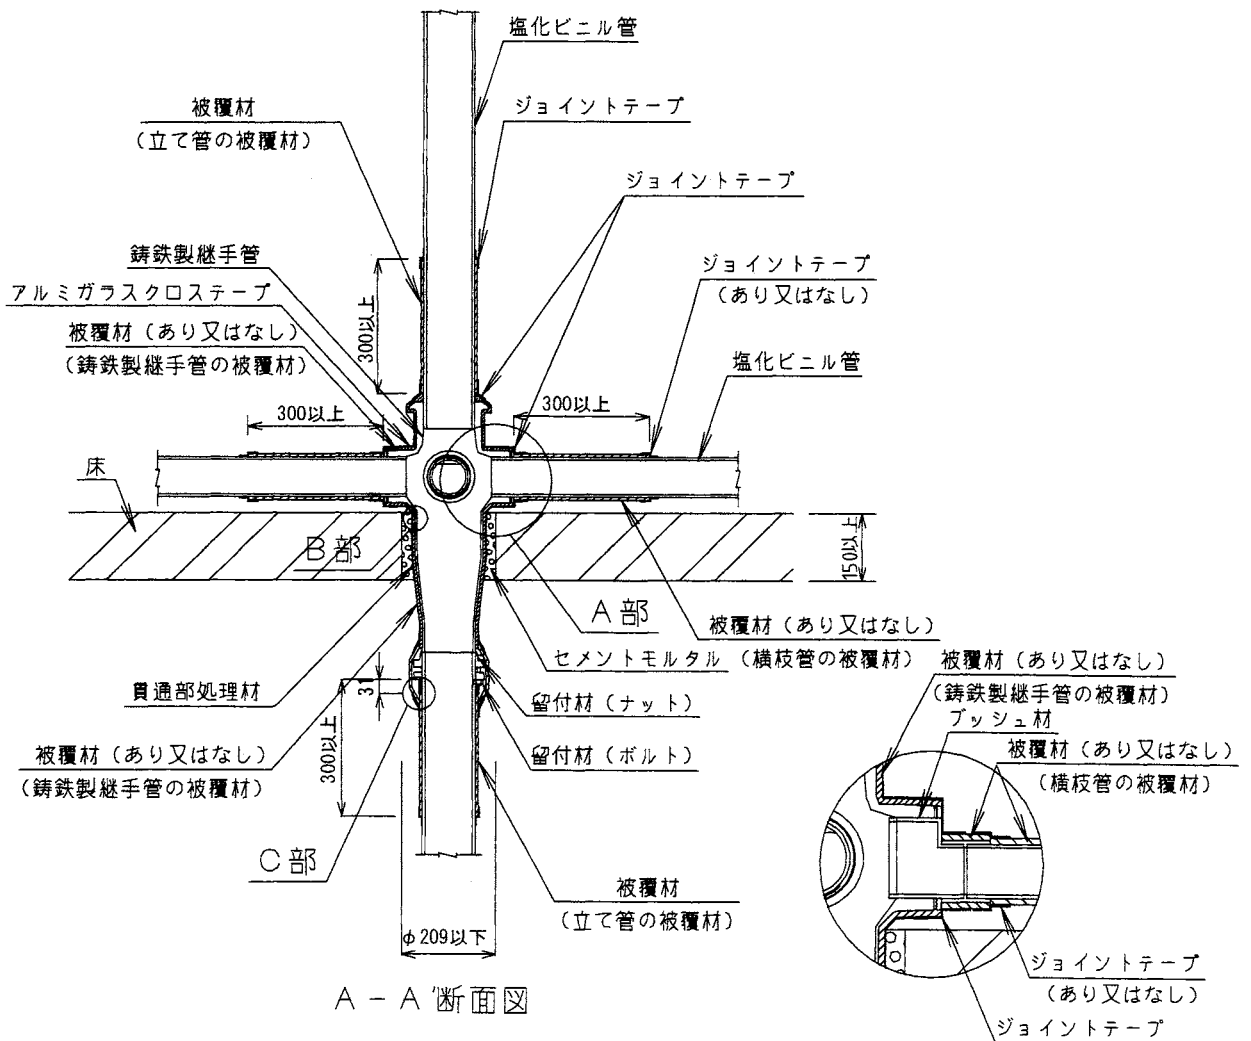 塩化ビニル管
被覆材
(立て管の被覆材)
ジョイントテープ
ジョイントテープ
鋳鉄製継手管
アルミガラスクロステープ
被覆材(あり又はなし)
(鋳鉄製継手管の被覆材)
ジョイントテープ
(あり又はなし)
塩化ビニル管
300以上
300以上
300以上
床
B部
A部
150以上
被覆材(あり又はなし)
(横枝管の被覆材)
セメントモルタル
貫通部処理材
31
300以上
留付材(ナット)
留付材(ボルト)
被覆材(あり又はなし)
(鋳鉄製継手管の被覆材)
C部
被覆材
(立て管の被覆材)
φ209以下
A-A'断面図
被覆材(あり又はなし)
(鋳鉄製継手管の被覆材)
ブッシュ材
被覆材(あり又はなし)
(横枝管の被覆材)
ジョイントテープ
(あり又はなし)
ジョイントテープ